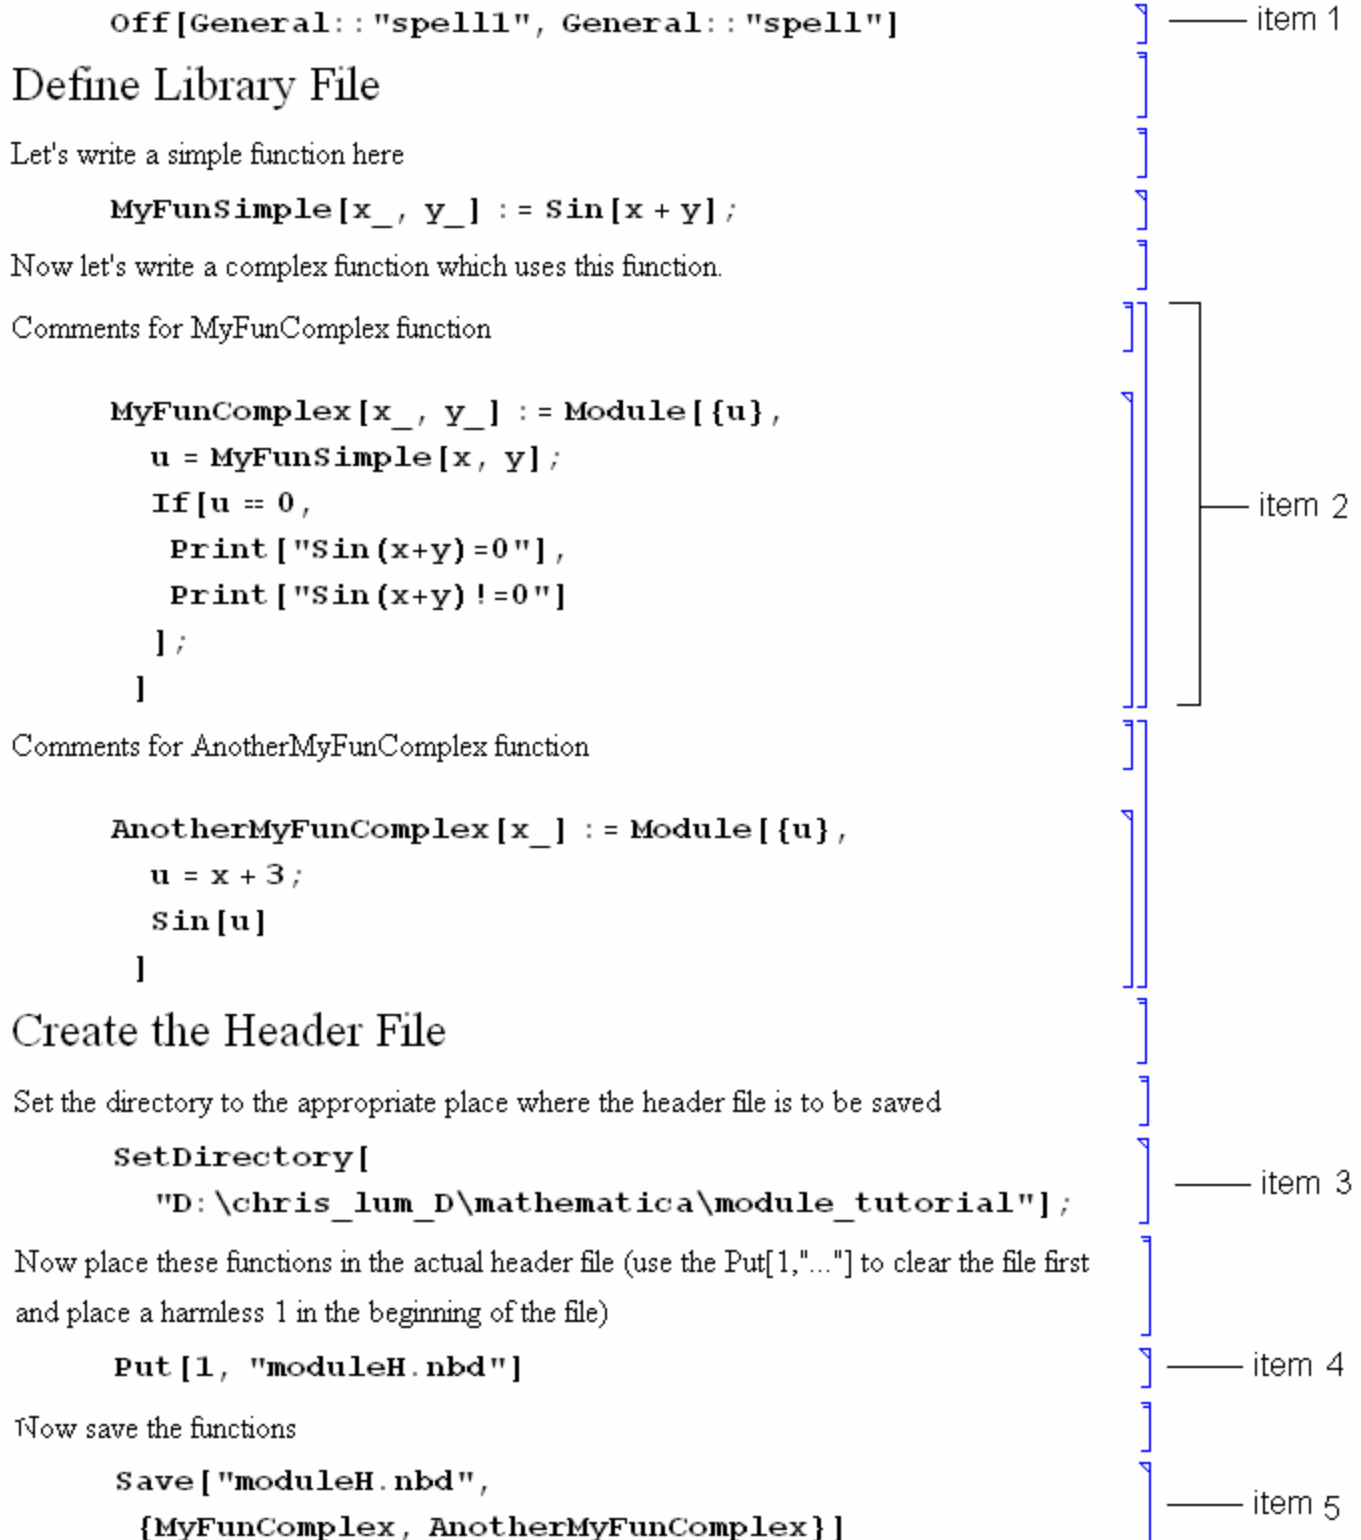 Off[General::"spell1", General::"spell"]
item 1
Define Library File
Let's write a simple function here
MyFunSimple[x_, y_] := Sin[x + y];
Now let's write a complex function which uses this function.
Comments for MyFunComplex function
MyFunComplex[x_, y_] := Module[{u},
u = MyFunSimple[x, y];
If[u == 0,
item 2
Print["Sin(x+y)=0"],
Print["Sin(x+y)!=0"]
];
]
Comments for AnotherMyFunComplex function
AnotherMyFunComplex[x_] := Module[{u},
u = x + 3;
Sin[u]
]
Create the Header File
Set the directory to the appropriate place where the header file is to be saved
SetDirectory[
"D:\chris_lum_D\mathematica\module_tutorial"];
item 3
Now place these functions in the actual header file (use the Put[1,"..."] to clear the file first
and place a harmless 1 in the beginning of the file)
Put[1, "moduleH.nbd"]
item 4
Now save the functions
Save["moduleH.nbd",
{MyFunComplex, AnotherMyFunComplex}]
item 5